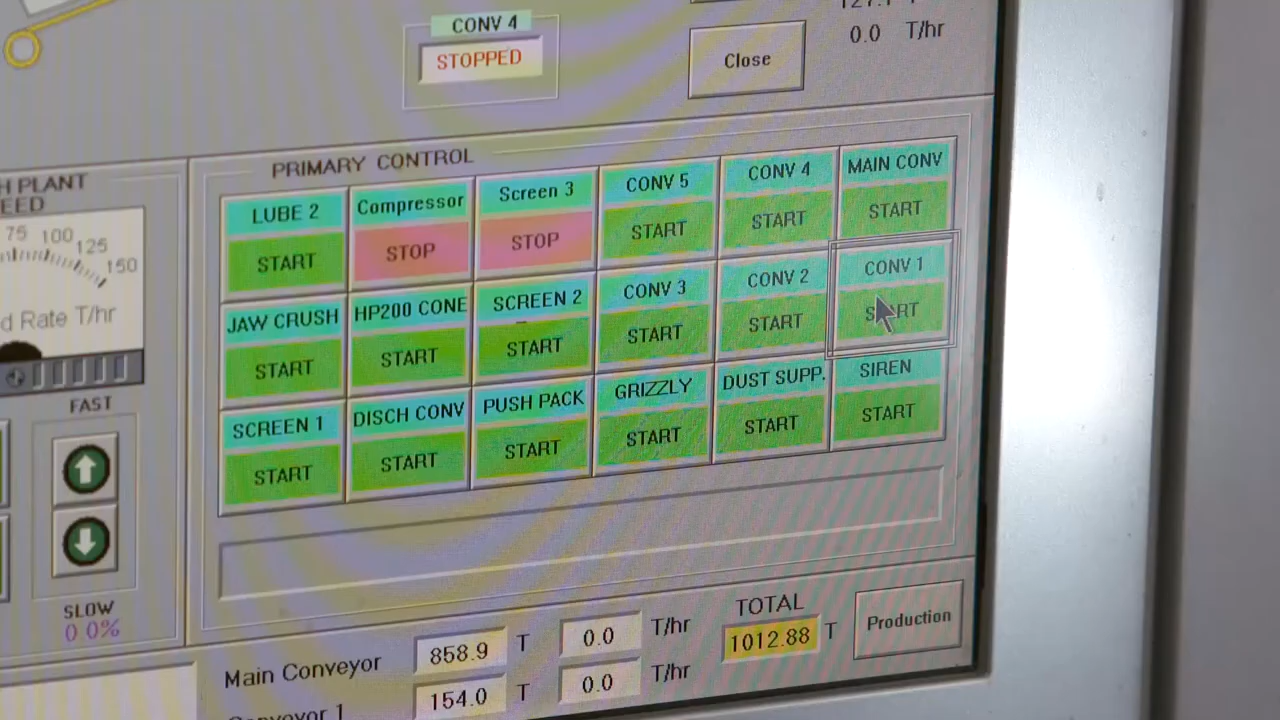 CONV 4
STOPPED
Close
0.0 T/hr
PRIMARY CONTROL
LUBE 2
START
Compressor
STOP
Screen 3
STOP
CONV 5
START
CONV 4
START
MAIN CONV
START
JAW CRUSH
START
HP200 CONE
START
SCREEN 2
START
CONV 3
START
CONV 2
START
CONV 1
START
SCREEN 1
START
DISCH CONV
START
PUSH PACK
START
GRIZZLY
START
DUST SUPP.
START
SIREN
START
H PLANT
EED
75 100 125 150
d Rate T/hr
FAST
SLOW
0 0%
Main Conveyor 858.9 T 0.0 T/hr
Conveyor 1 154.0 T 0.0 T/hr
TOTAL
1012.88 T
Production